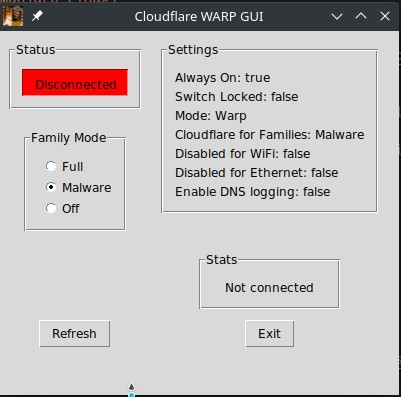 Cloudflare WARP GUI
Status
Disconnected
Family Mode
Full
Malware
Off
Settings
Always On: true
Switch Locked: false
Mode: Warp
Cloudflare for Families: Malware
Disabled for WiFi: false
Disabled for Ethernet: false
Enable DNS logging: false
Stats
Not connected
Refresh
Exit